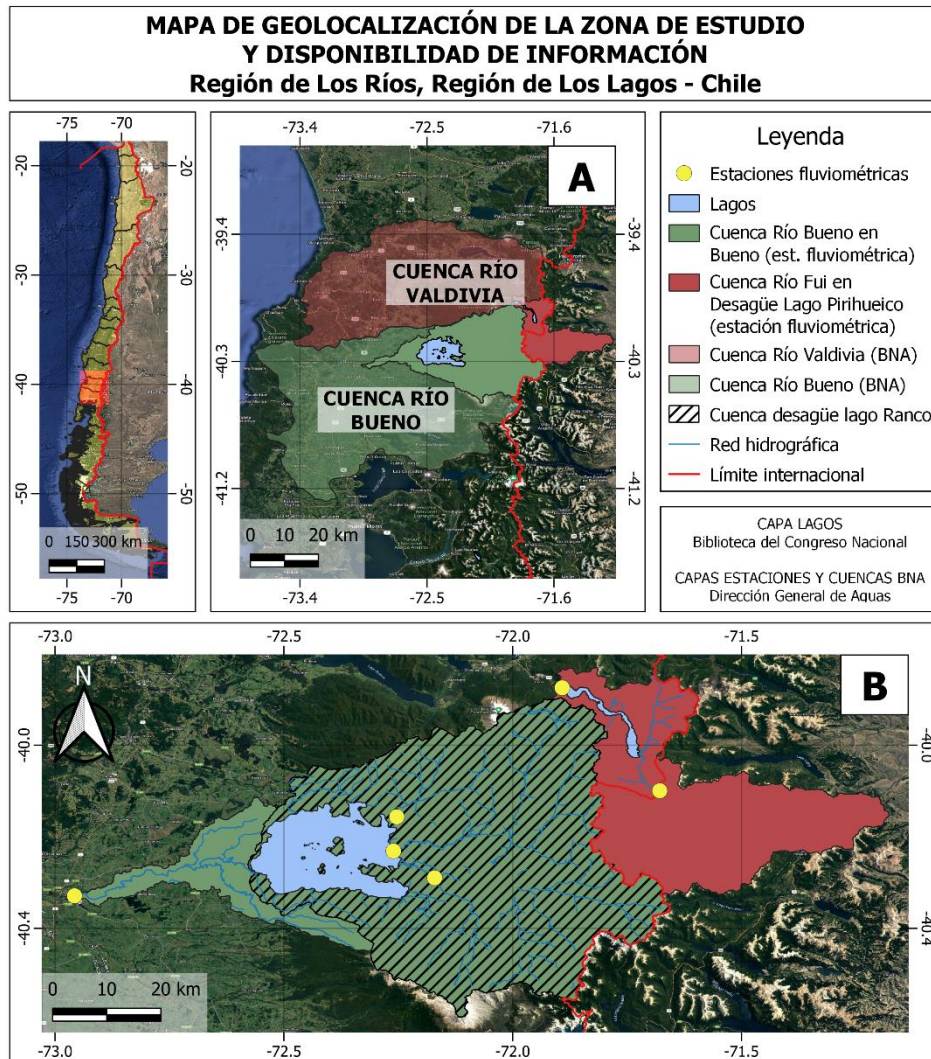 MAPA DE GEOLOCALIZACIÓN DE LA ZONA DE ESTUDIO
Y DISPONIBILIDAD DE INFORMACIÓN
Región de Los Ríos, Región de Los Lagos - Chile
-75 -70
-20 -20
-30 -30
-40 -40
-50 -50
0 150 300 km
-75 -70
-73.4 -72.5 -71.6
A
-39.4 -39.4
CUENCA RÍO
VALDIVIA
-40.3 -40.3
CUENCA RÍO
BUENO
-41.2 -41.2
0 10 20 km
-73.4 -72.5 -71.6
Leyenda
Estaciones fluviométricas
Lagos
Cuenca Río Bueno en
Bueno (est. fluviométrica)
Cuenca Río Fui en
Desagüe Lago Pirihueico
(estación fluviométrica)
Cuenca Río Valdivia (BNA)
Cuenca Río Bueno (BNA)
Cuenca desagüe lago Ranco
Red hidrográfica
Límite internacional
CAPA LAGOS
Biblioteca del Congreso Nacional
CAPAS ESTACIONES Y CUENCAS BNA
Dirección General de Aguas
-73.0 -72.5 -72.0 -71.5
N
B
-40.0 -40.0
-40.4 -40.4
0 10 20 km
-73.0 -72.5 -72.0 -71.5